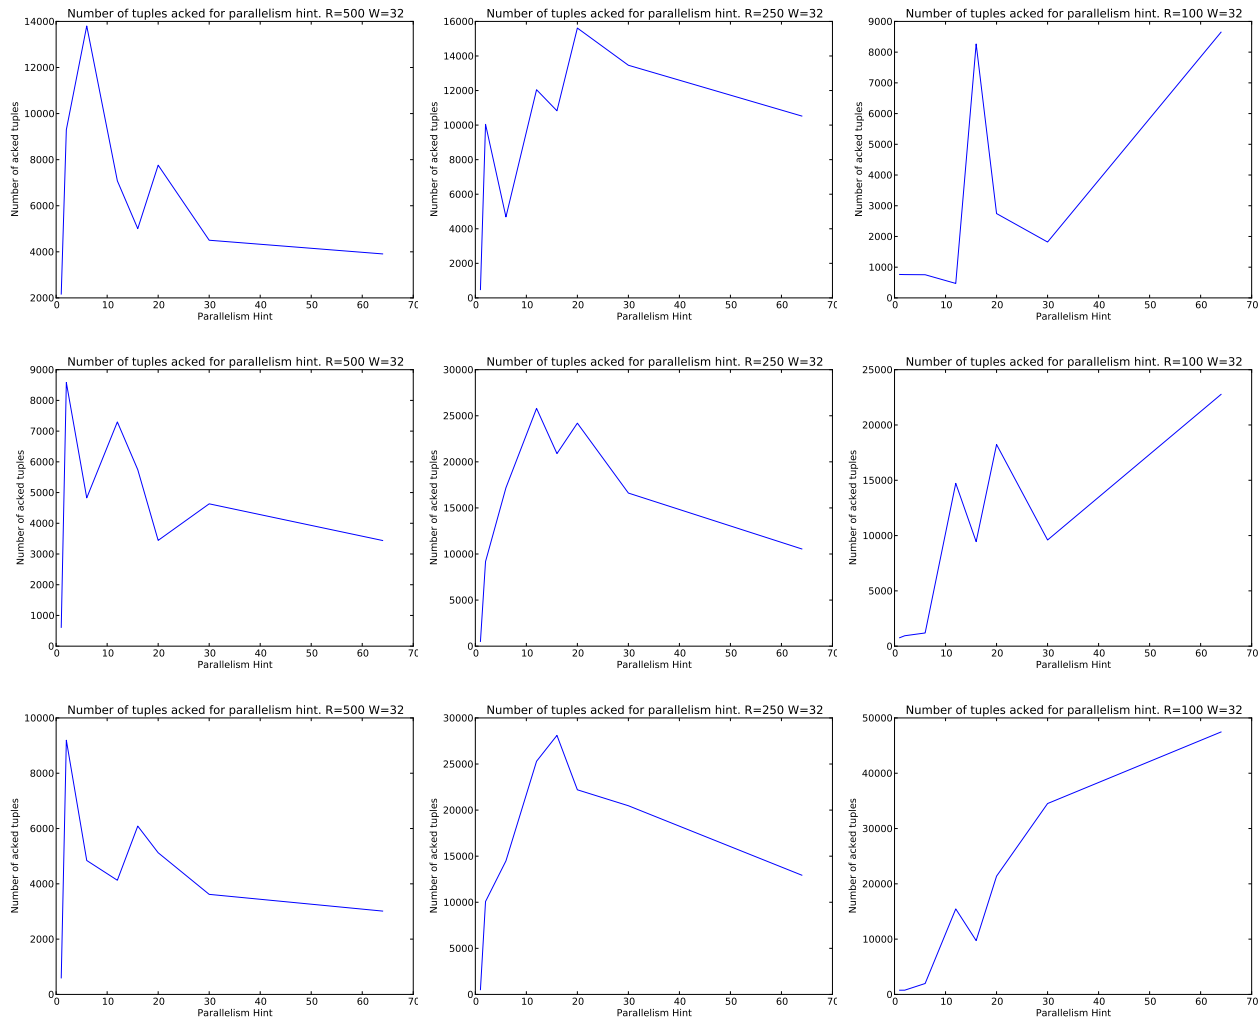 Number of tuples acked for parallelism hint. R=500 W=32
14000
12000
10000
8000
6000
4000
2000
Number of acked tuples
0 10 20 30 40 50 60 70
Parallelism Hint
Number of tuples acked for parallelism hint. R=250 W=32
16000
14000
12000
10000
8000
6000
4000
2000
0
Number of acked tuples
0 10 20 30 40 50 60 70
Parallelism Hint
Number of tuples acked for parallelism hint. R=100 W=32
9000
8000
7000
6000
5000
4000
3000
2000
1000
0
Number of acked tuples
0 10 20 30 40 50 60 70
Parallelism Hint
Number of tuples acked for parallelism hint. R=500 W=32
9000
8000
7000
6000
5000
4000
3000
2000
1000
0
Number of acked tuples
0 10 20 30 40 50 60 70
Parallelism Hint
Number of tuples acked for parallelism hint. R=250 W=32
30000
25000
20000
15000
10000
5000
0
Number of acked tuples
0 10 20 30 40 50 60 70
Parallelism Hint
Number of tuples acked for parallelism hint. R=100 W=32
25000
20000
15000
10000
5000
0
Number of acked tuples
0 10 20 30 40 50 60 70
Parallelism Hint
Number of tuples acked for parallelism hint. R=500 W=32
10000
8000
6000
4000
2000
0
Number of acked tuples
0 10 20 30 40 50 60 70
Parallelism Hint
Number of tuples acked for parallelism hint. R=250 W=32
30000
25000
20000
15000
10000
5000
0
Number of acked tuples
0 10 20 30 40 50 60 70
Parallelism Hint
Number of tuples acked for parallelism hint. R=100 W=32
50000
40000
30000
20000
10000
0
Number of acked tuples
0 10 20 30 40 50 60 70
Parallelism Hint